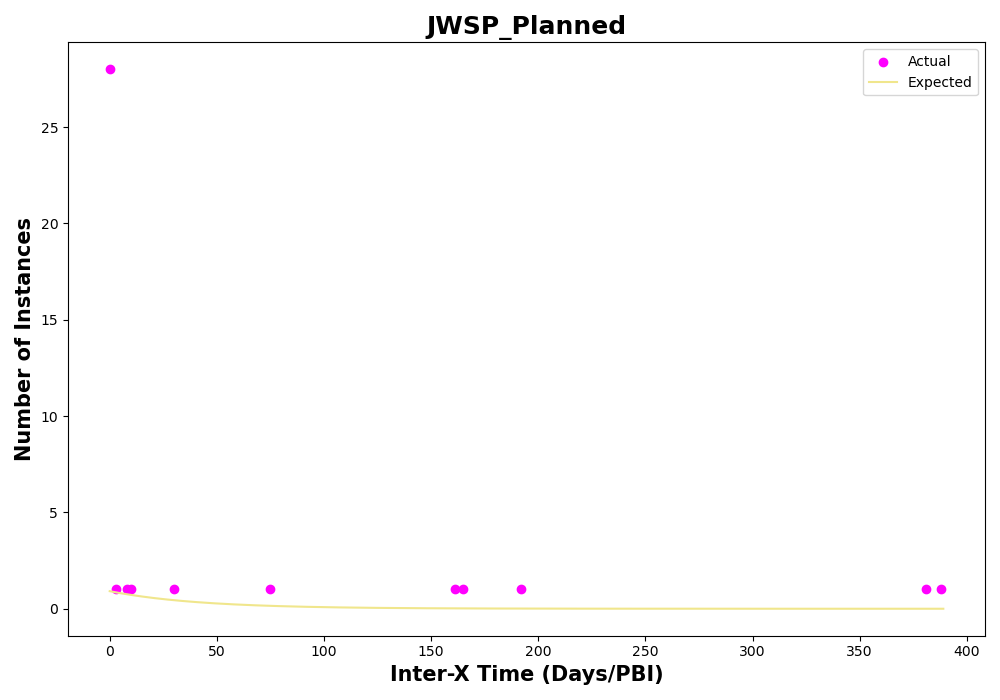 JWSP_Planned
Actual
Expected
Number of Instances
25
20
15
10
5
0
0 50 100 150 200 250 300 350 400
Inter-X Time (Days/PBI)